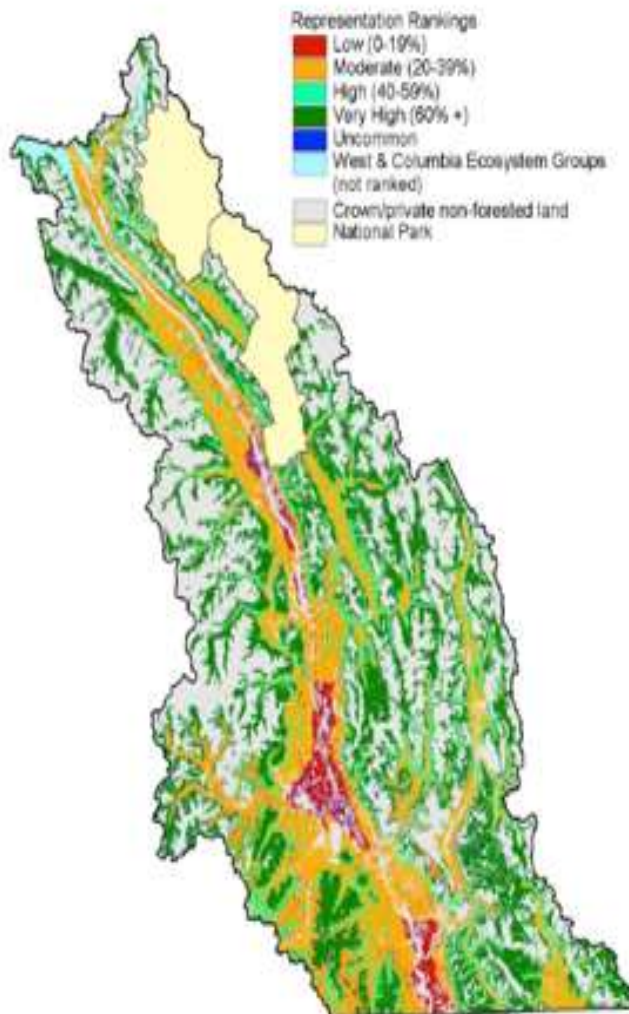 Representation Rankings
Low (0-19%)
Moderate (20-39%)
High (40-59%)
Very High (60% +)
Uncommon
West & Columbia Ecosystem Groups
(not ranked)
Crown/private non-forested land
National Park